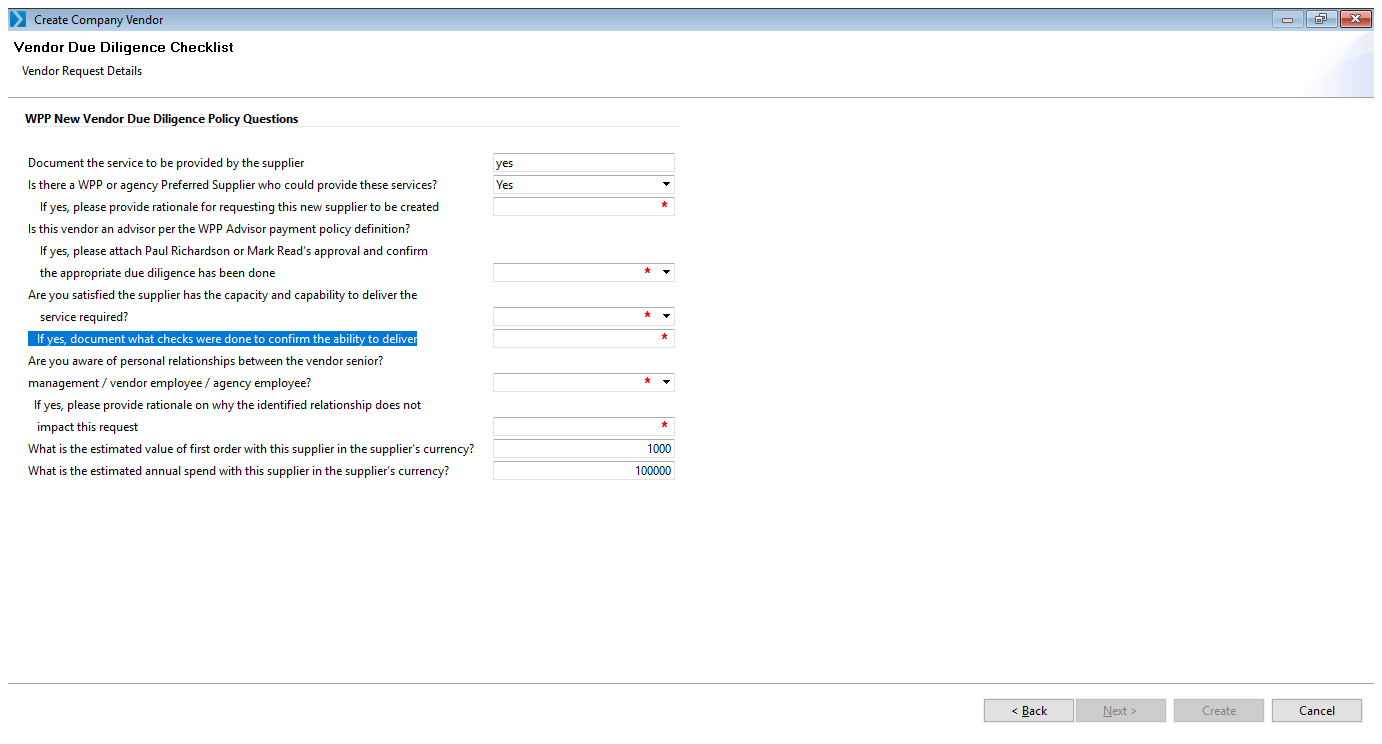 Create Company Vendor
Vendor Due Diligence Checklist
Vendor Request Details
WPP New Vendor Due Diligence Policy Questions
Document the service to be provided by the supplier yes
Is there a WPP or agency Preferred Supplier who could provide these services? Yes
If yes, please provide rationale for requesting this new supplier to be created *
Is this vendor an advisor per the WPP Advisor payment policy definition?
If yes, please attach Paul Richardson or Mark Read's approval and confirm
the appropriate due diligence has been done *
Are you satisfied the supplier has the capacity and capability to deliver the
service required? *
If yes, document what checks were done to confirm the ability to deliver *
Are you aware of personal relationships between the vendor senior?
management / vendor employee / agency employee? *
If yes, please provide rationale on why the identified relationship does not
impact this request *
What is the estimated value of first order with this supplier in the supplier's currency? 1000
What is the estimated annual spend with this supplier in the supplier's currency? 100000
< Back Next > Create Cancel